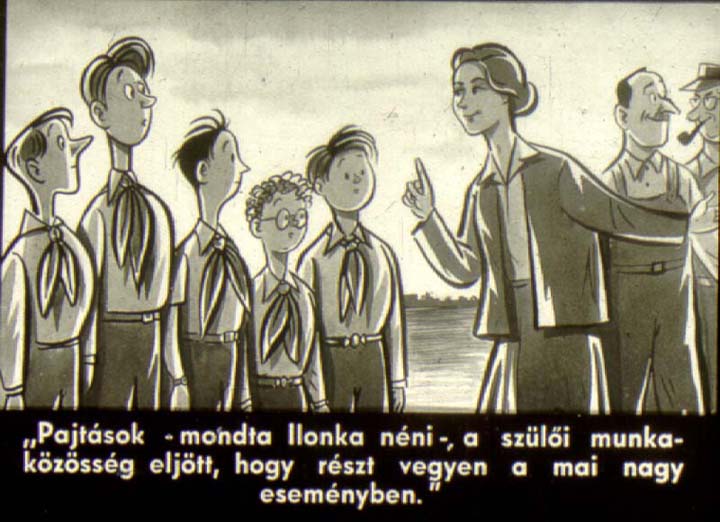 „Pajtások - mondta Ilonka néni -, a szülői munka-
közösség eljött, hogy részt vegyen a mai nagy
eseményben."